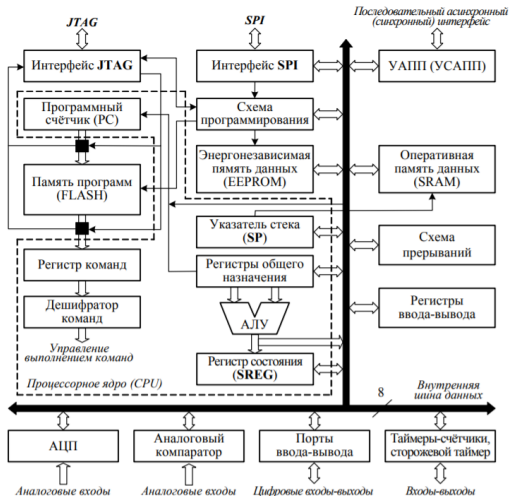 JTAG
SPI
Последовательный асинхронный
(синхронный) интерфейс
Интерфейс JTAG
Интерфейс SPI
УАПП (УСАПП)
Программный
счётчик (PC)
Схема
программирования
Энергонезависимая
память данных
(EEPROM)
Оперативная
память данных
(SRAM)
Память программ
(FLASH)
Указатель стека
(SP)
Схема
прерываний
Регистр команд
Регистры общего
назначения
Дешифратор
команд
Регистры
ввода-вывода
АЛУ
Управление
выполнением команд
Регистр состояния
(SREG)
Процессорное ядро (CPU)
8
Внутренняя
шина данных
АЦП
Аналоговый
компаратор
Порты
ввода-вывода
Таймеры-счётчики,
сторожевой таймер
Аналоговые входы
Аналоговые входы
Цифровые входы-выходы
Входы-выходы